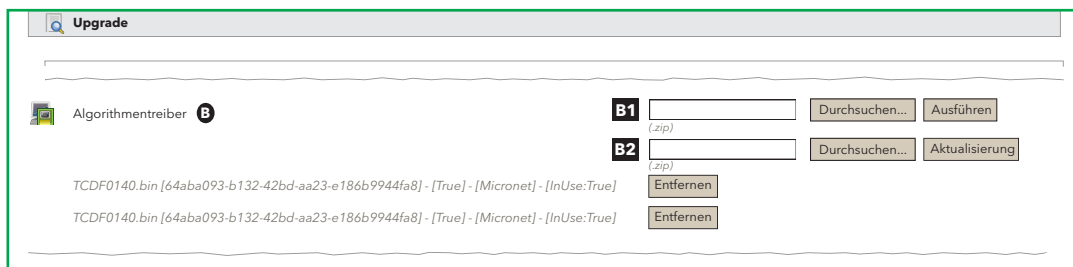 Upgrade
Algorithmentreiber B B1 Durchsuchen... Ausführen
(.zip)
B2 Durchsuchen... Aktualisierung
(.zip)
TCDF0140.bin [64aba093-b132-42bd-aa23-e186b9944fa8] - [True] - [Micronet] - [InUse:True] Entfernen
TCDF0140.bin [64aba093-b132-42bd-aa23-e186b9944fa8] - [True] - [Micronet] - [InUse:True] Entfernen